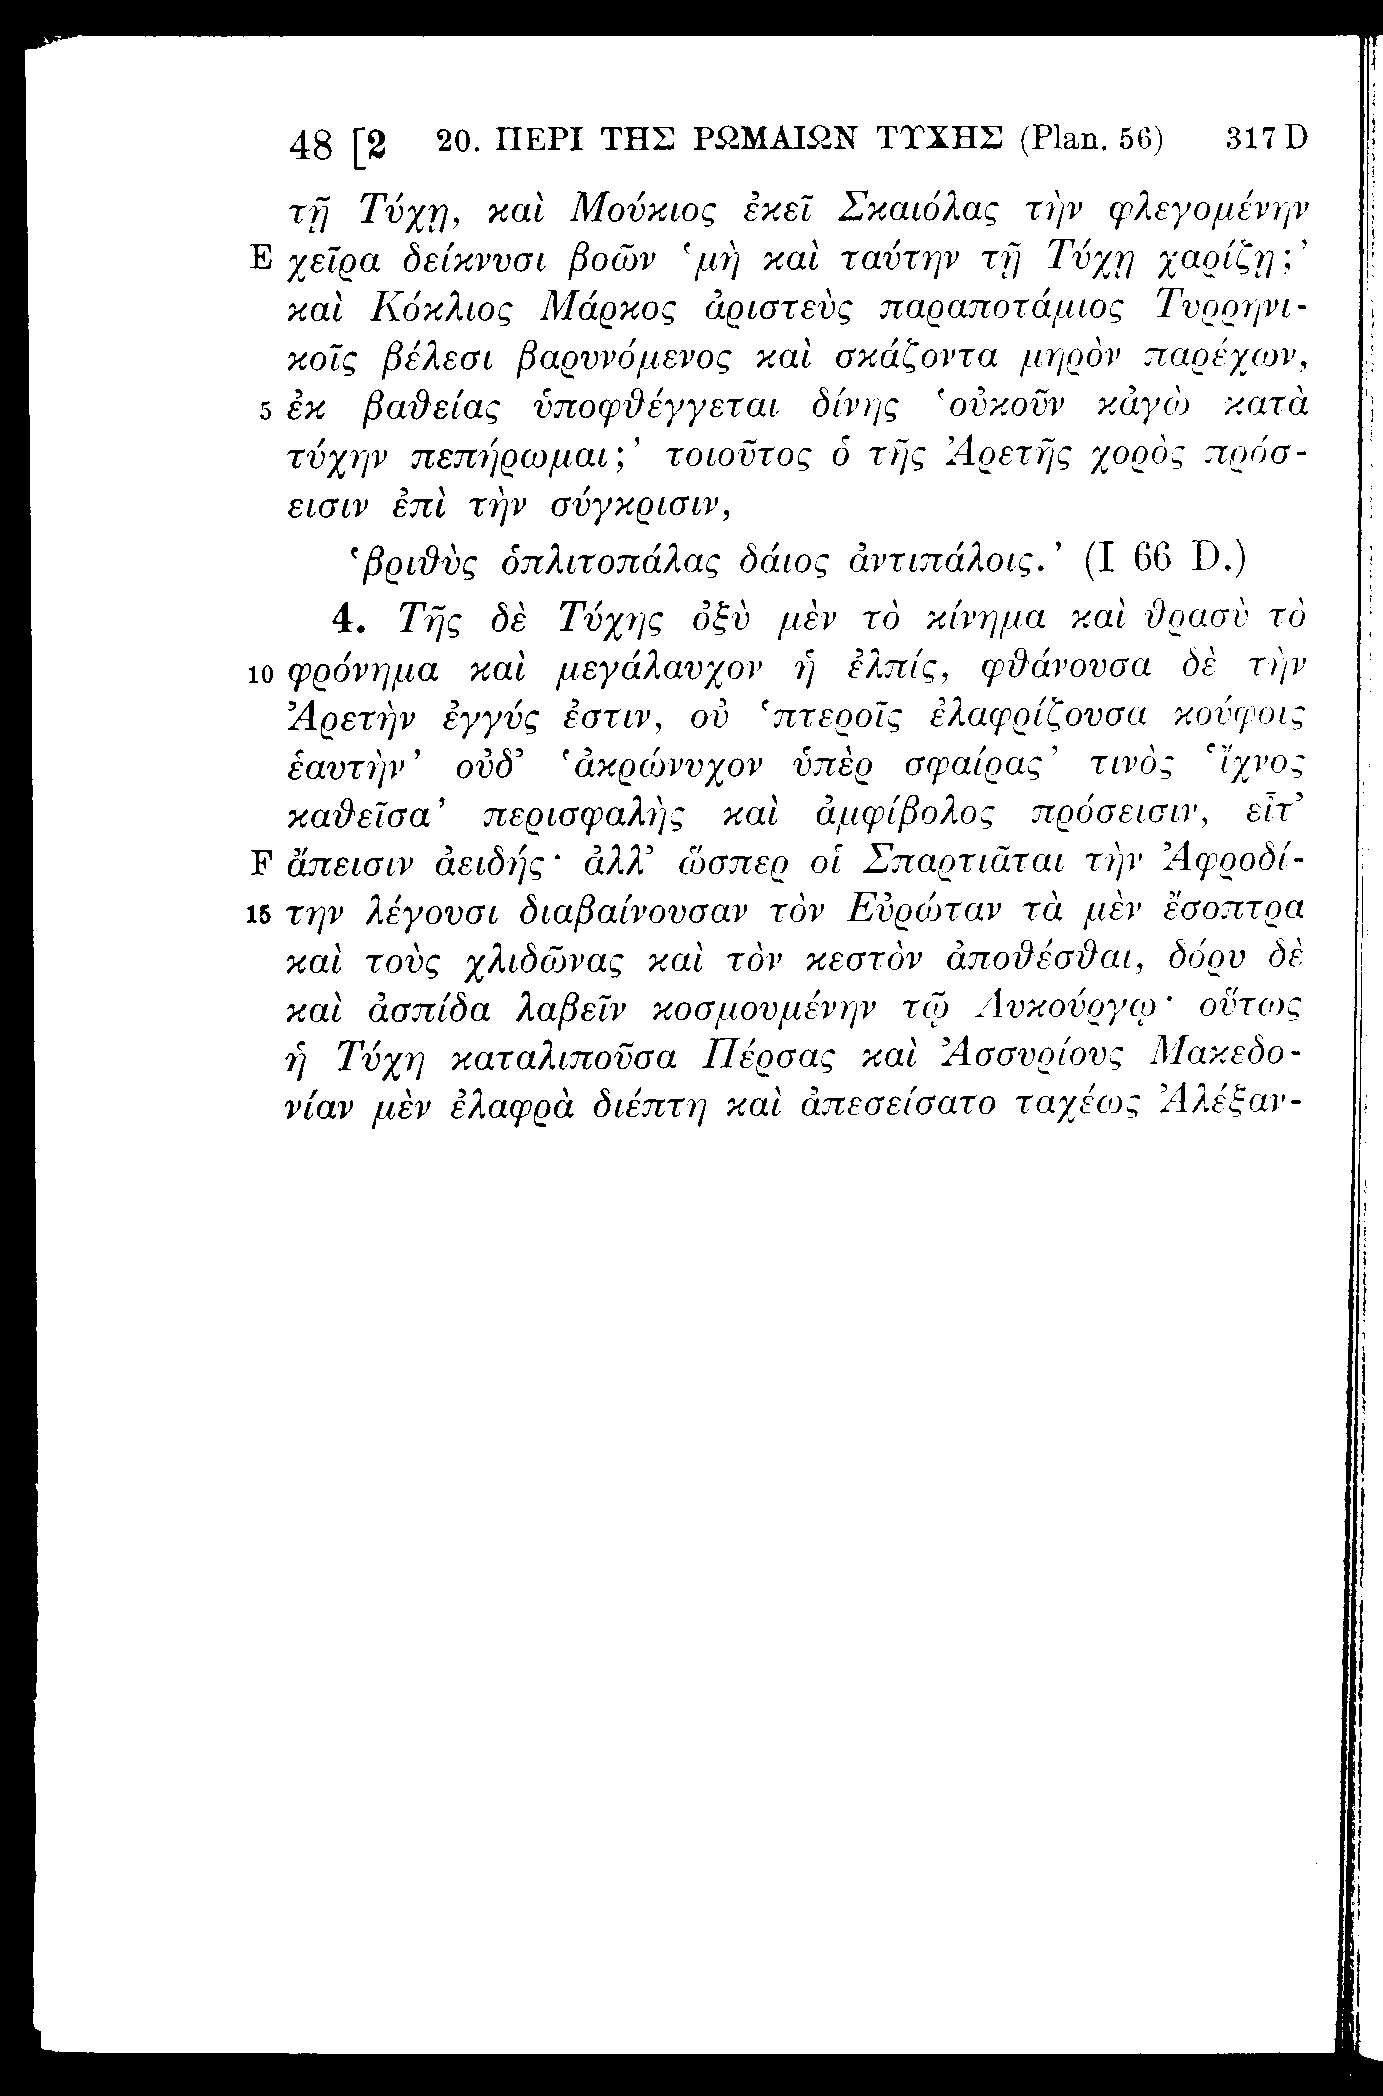 48 [2 20. ΠΕΡΙ ΤΗΣ ΡΩΜΑΙΩΝ ΤΥΧΗΣ (Plan. 56) 317 D
τῇ Τύχῃ, καὶ Μούκιος ἐκεῖ Σκαιόλας τὴν φλεγομένην
E χεῖρα δείκνυσι βοῶν ‛μὴ καὶ ταύτην τῇ Τύχῃ χαρίζῃ;’
καὶ Κόκλιος Μάρκος ἀριστεὺς παραποτάμιος Τυρρηνι-
κοῖς βέλεσι βαρυνόμενος καὶ σκάζοντα μηρὸν παρέχων,
5 ἐκ βαθείας ὑποφθέγγεται δίνης ‛οὐκοῦν κἀγὼ κατὰ
τύχην πεπήρωμαι;’ τοιοῦτος ὁ τῆς Ἀρετῆς χορὸς πρόσ-
εισιν ἐπὶ τὴν σύγκρισιν,
‛βριθὺς ὁπλιτοπάλας δάιος ἀντιπάλοις.’ (I 66 D.)
4. Τῆς δὲ Τύχης ὀξὺ μὲν τὸ κίνημα καὶ θρασὺ τὸ
10 φρόνημα καὶ μεγάλαυχον ἡ ἐλπίς, φθάνουσα δὲ τὴν
Ἀρετὴν ἐγγύς ἐστιν, οὐ ‛πτεροῖς ἐλαφρίζουσα κούφοις
ἑαυτὴν’ οὐδ’ ‛ἀκρώνυχον ὑπὲρ σφαίρας’ τινὸς ‛ἴχνος
καθεῖσα’ περισφαλὴς καὶ ἀμφίβολος πρόσεισιν, εἶτ’
F ἄπεισιν ἀειδής· ἀλλ’ ὥσπερ οἱ Σπαρτιᾶται τὴν Ἀφροδί-
15 την λέγουσι διαβαίνουσαν τὸν Εὐρώταν τὰ μὲν ἔσοπτρα
καὶ τοὺς χλιδῶνας καὶ τὸν κεστὸν ἀποθέσθαι, δόρυ δὲ
καὶ ἀσπίδα λαβεῖν κοσμουμένην τῷ Λυκούργῳ· οὕτως
ἡ Τύχη καταλιποῦσα Πέρσας καὶ Ἀσσυρίους Μακεδο-
νίαν μὲν ἐλαφρὰ διέπτη καὶ ἀπεσείσατο ταχέως Ἀλέξαν-